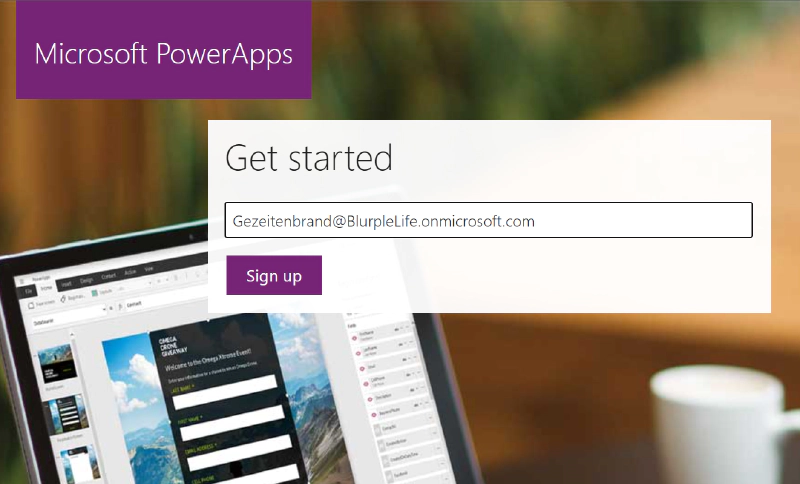 Microsoft PowerApps
Get started
Gezeitenbrand@BlurpleLife.onmicrosoft.com
Sign up
PowerApps
File
Home
Insert
Design
Content
Action
View
OMEGA
DRONE
GIVEAWAY
Welcome to the Omega Xtreme Event!
LAST NAME *
FIRST NAME *
EMAIL ADDRESS *
CELL PHONE